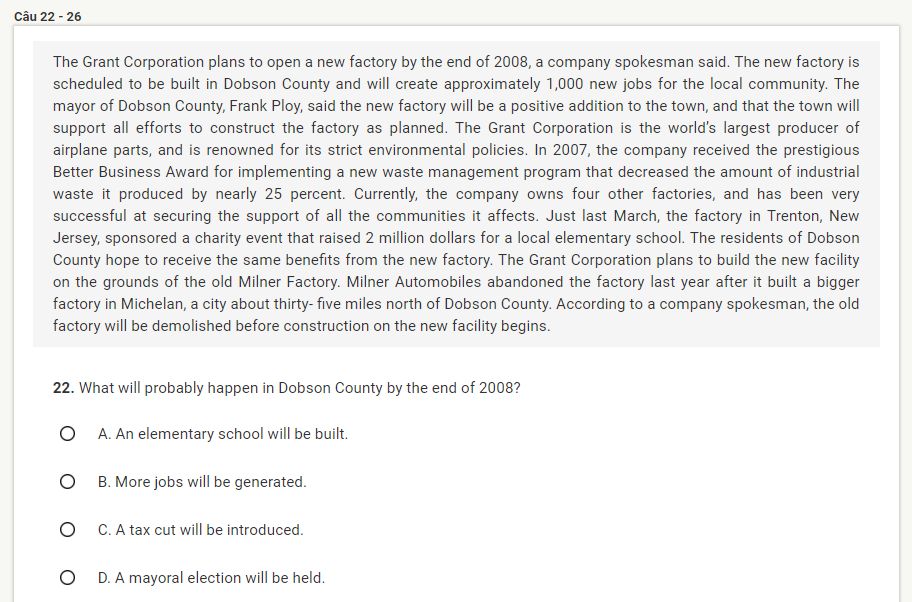 Câu 22 - 26
The Grant Corporation plans to open a new factory by the end of 2008, a company spokesman said. The new factory is
scheduled to be built in Dobson County and will create approximately 1,000 new jobs for the local community. The
mayor of Dobson County, Frank Ploy, said the new factory will be a positive addition to the town, and that the town will
support all efforts to construct the factory as planned. The Grant Corporation is the world's largest producer of
airplane parts, and is renowned for its strict environmental policies. In 2007, the company received the prestigious
Better Business Award for implementing a new waste management program that decreased the amount of industrial
waste it produced by nearly 25 percent. Currently, the company owns four other factories, and has been very
successful at securing the support of all the communities it affects. Just last March, the factory in Trenton, New
Jersey, sponsored a charity event that raised 2 million dollars for a local elementary school. The residents of Dobson
County hope to receive the same benefits from the new factory. The Grant Corporation plans to build the new facility
on the grounds of the old Milner Factory. Milner Automobiles abandoned the factory last year after it built a bigger
factory in Michelan, a city about thirty- five miles north of Dobson County. According to a company spokesman, the old
factory will be demolished before construction on the new facility begins.
22. What will probably happen in Dobson County by the end of 2008?
A. An elementary school will be built.
B. More jobs will be generated.
C. A tax cut will be introduced.
D. A mayoral election will be held.